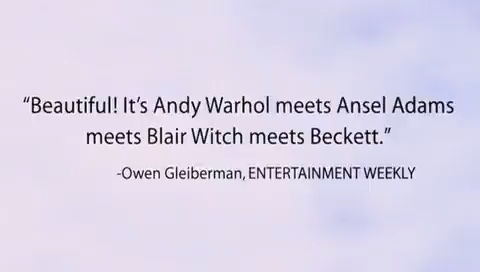 “Beautiful! It’s Andy Warhol meets Ansel Adams
meets Blair Witch meets Beckett.”
-Owen Gleiberman, ENTERTAINMENT WEEKLY